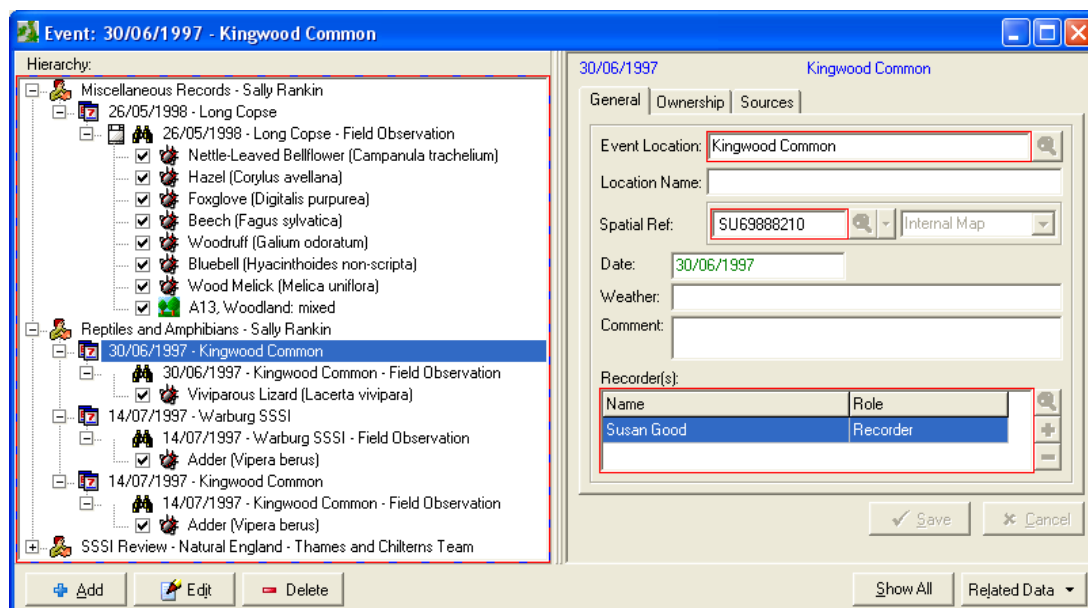 Event: 30/06/1997 - Kingwood Common
Hierarchy:
Miscellaneous Records - Sally Rankin
26/05/1998 - Long Copse
26/05/1998 - Long Copse - Field Observation
Nettle-Leaved Bellflower (Campanula trachelium)
Hazel (Corylus avellana)
Foxglove (Digitalis purpurea)
Beech (Fagus sylvatica)
Woodruff (Galium odoratum)
Bluebell (Hyacinthoides non-scripta)
Wood Melick (Melica uniflora)
A13, Woodland: mixed
Reptiles and Amphibians - Sally Rankin
30/06/1997 - Kingwood Common
30/06/1997 - Kingwood Common - Field Observation
Viviparous Lizard (Lacerta vivipara)
14/07/1997 - Warburg SSSI
14/07/1997 - Warburg SSSI - Field Observation
Adder (Vipera berus)
14/07/1997 - Kingwood Common
14/07/1997 - Kingwood Common - Field Observation
Adder (Vipera berus)
SSSI Review - Natural England - Thames and Chilterns Team
Add Edit Delete
30/06/1997 Kingwood Common
General Ownership Sources
Event Location: Kingwood Common
Location Name:
Spatial Ref: SU69888210 Internal Map
Date: 30/06/1997
Weather:
Comment:
Recorder(s):
Name Role
Susan Good Recorder
Save Cancel
Show All Related Data